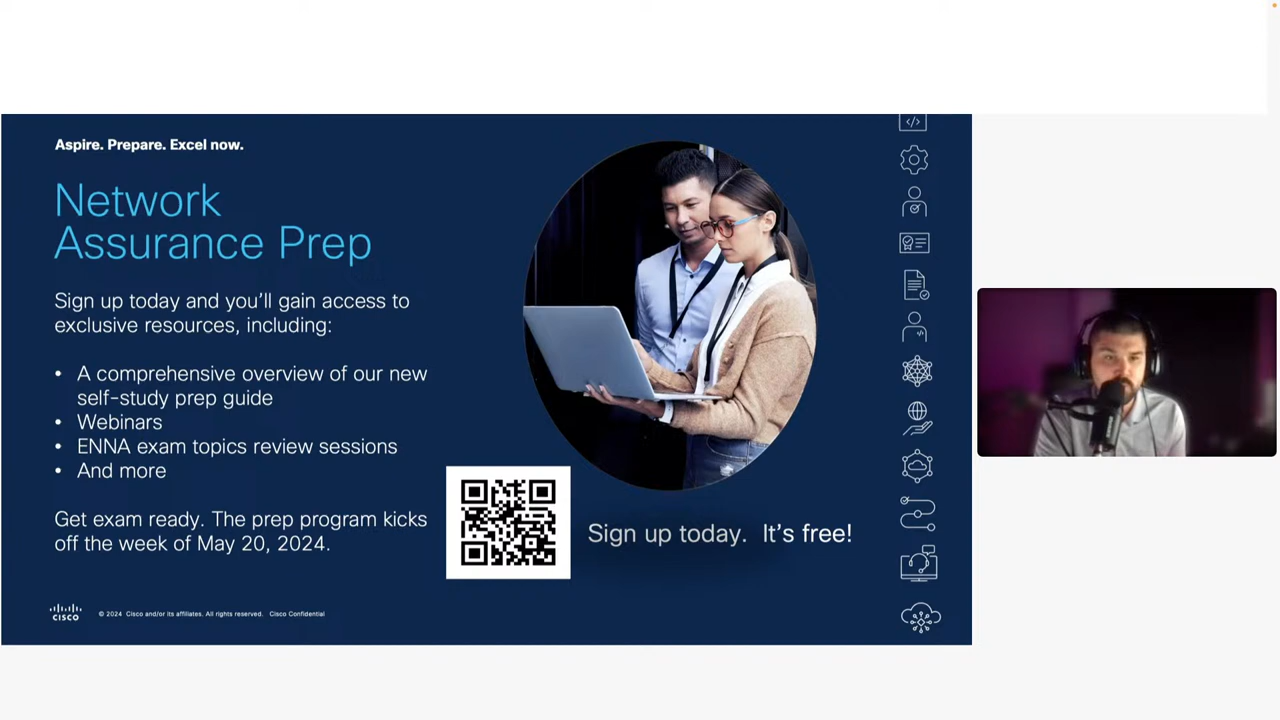 Aspire. Prepare. Excel now.
Network
Assurance Prep
Sign up today and you’ll gain access to
exclusive resources, including:
• A comprehensive overview of our new
self-study prep guide
• Webinars
• ENNA exam topics review sessions
• And more
Get exam ready. The prep program kicks
off the week of May 20, 2024.
Sign up today. It’s free!
CISCO
© 2024 Cisco and/or its affiliates. All rights reserved. Cisco Confidential